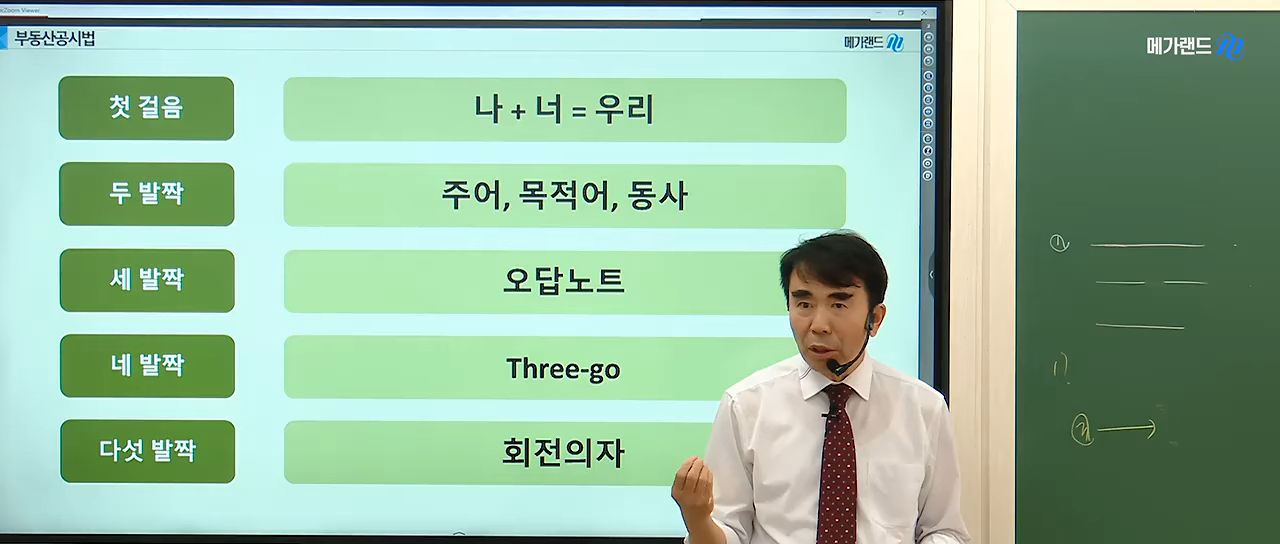 부동산공시법
메가랜드
메가랜드
첫 걸음
나 + 너 = 우리
두 발짝
주어, 목적어, 동사
세 발짝
오답노트
네 발짝
Three-go
다섯 발짝
회전의자
①
1)